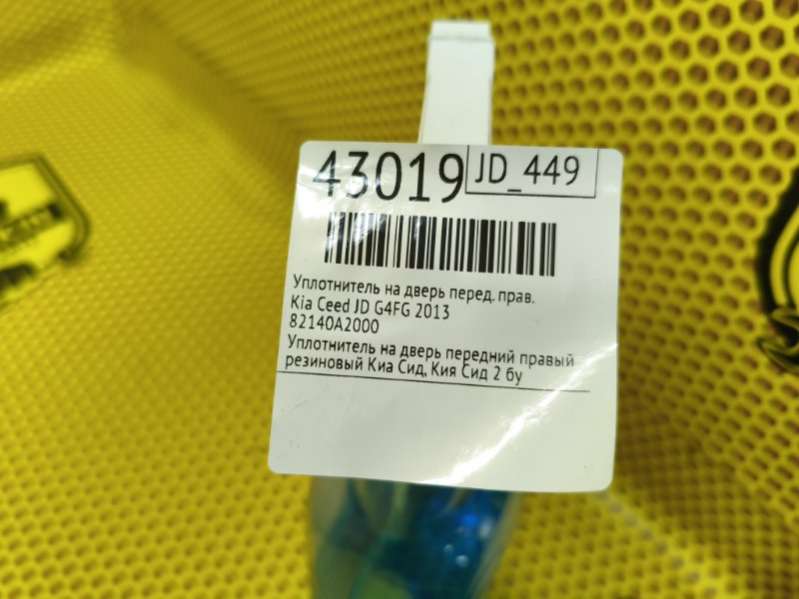 43019
JD_449
Уплотнитель на дверь перед. прав.
Kia Ceed JD G4FG 2013
82140A2000
Уплотнитель на дверь передний правый
резиновый Киа Сид, Кия Сид 2 бу